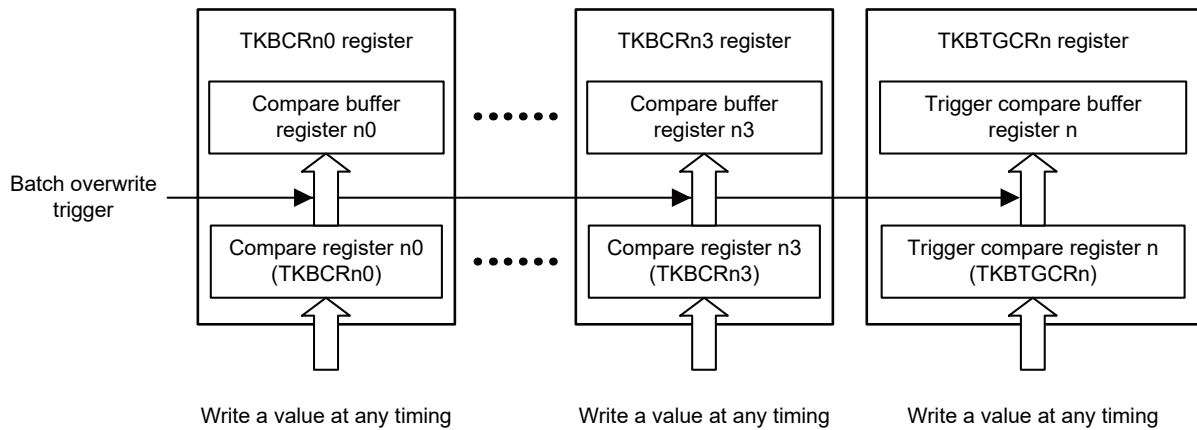 TKBCRn0 register
TKBCRn3 register
TKBTGCRn register
Compare buffer
register n0
Compare buffer
register n3
Trigger compare buffer
register n
Batch overwrite
trigger
Compare register n0
(TKBCRn0)
Compare register n3
(TKBCRn3)
Trigger compare register n
(TKBTGCRn)
Write a value at any timing
Write a value at any timing
Write a value at any timing